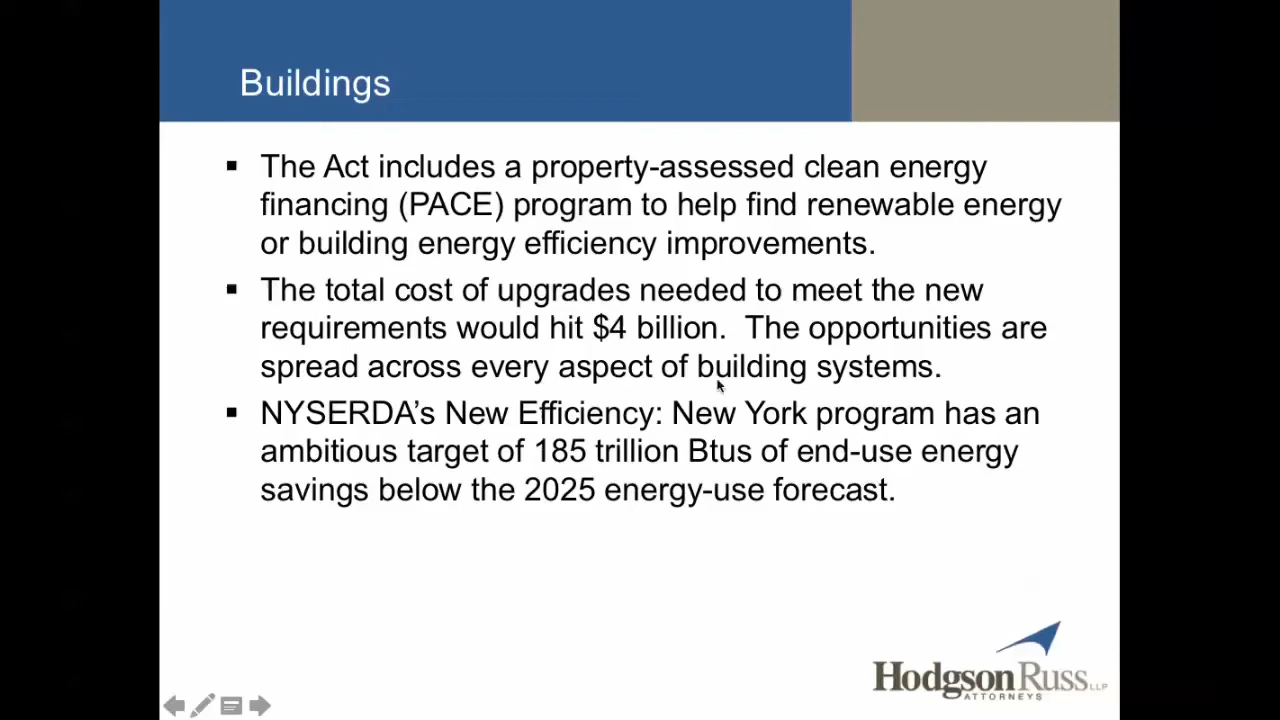 Buildings
▪ The Act includes a property-assessed clean energy
financing (PACE) program to help find renewable energy
or building energy efficiency improvements.
▪ The total cost of upgrades needed to meet the new
requirements would hit $4 billion.  The opportunities are
spread across every aspect of building systems.
▪ NYSERDA’s New Efficiency: New York program has an
ambitious target of 185 trillion Btus of end-use energy
savings below the 2025 energy-use forecast.
Hodgson Russ LLP
ATTORNEYS